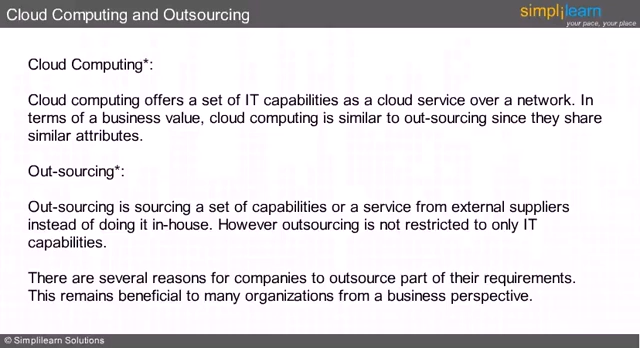 Cloud Computing and Outsourcing
simplilearn
your pace, your place
Cloud Computing*:
Cloud computing offers a set of IT capabilities as a cloud service over a network. In
terms of a business value, cloud computing is similar to out-sourcing since they share
similar attributes.
Out-sourcing*:
Out-sourcing is sourcing a set of capabilities or a service from external suppliers
instead of doing it in-house. However outsourcing is not restricted to only IT
capabilities.
There are several reasons for companies to outsource part of their requirements.
This remains beneficial to many organizations from a business perspective.
© Simplilearn Solutions